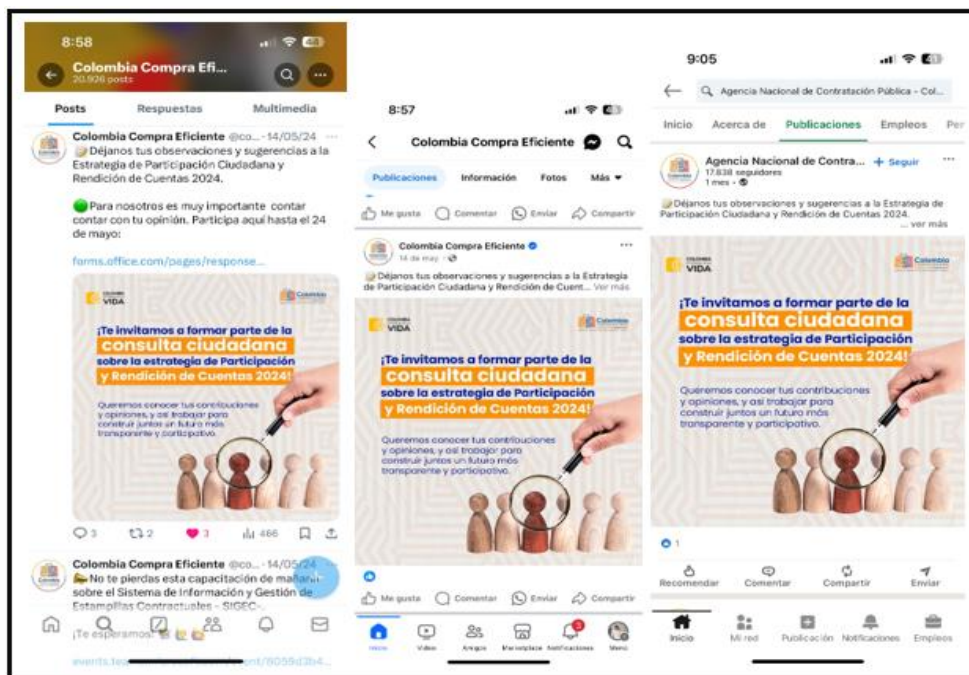 8:58
Colombia Compra Efi...
20.926 posts
Posts Respuestas Multimedia
Colombia Compra Eficiente @co... · 14/05/24 ...
Déjanos tus observaciones y sugerencias a la
Estrategia de Participación Ciudadana y
Rendición de Cuentas 2024.
Para nosotros es muy importante contar
contar con tu opinión. Participa aquí hasta el 24
de mayo:
forms.office.com/pages/response...
VIDA
Colombia
¡Te invitamos a formar parte de la
consulta ciudadana
sobre la estrategia de Participación
y Rendición de Cuentas 2024!
Queremos conocer tus contribuciones
y opiniones, y así trabajar para
construir juntos un futuro más
transparente y participativo.
3 2 3 466
Colombia Compra Eficiente @co... · 14/05/24
No te pierdas esta capacitación de mañana
sobre el Sistema de Información y Gestión de
Estampillas Contractuales - SIGEC-.
¡Te esperamos!
8:57
Colombia Compra Eficiente
Publicaciones Información Fotos Más
Me gusta Comentar Enviar Compartir
Colombia Compra Eficiente
14 de may ·
Déjanos tus observaciones y sugerencias a la Estrategia
de Participación Ciudadana y Rendición de Cuent... Ver más
VIDA
Colombia
¡Te invitamos a formar parte de la
consulta ciudadana
sobre la estrategia de Participación
y Rendición de Cuentas 2024!
Queremos conocer tus contribuciones
y opiniones, y así trabajar para
construir juntos un futuro más
transparente y participativo.
Me gusta Comentar Enviar Compartir
Inicio Video Amigos Marketplace Notificaciones Menú
9:05
Agencia Nacional de Contratación Pública - Col...
Inicio Acerca de Publicaciones Empleos Per
Agencia Nacional de Contra... + Seguir
17.838 seguidores
1 mes ·
Déjanos tus observaciones y sugerencias a la Estrategia de
Participación Ciudadana y Rendición de Cuentas 2024.
... ver más
COLOMBIA
VIDA
Colombia
¡Te invitamos a formar parte de la
consulta ciudadana
sobre la estrategia de Participación
y Rendición de Cuentas 2024!
Queremos conocer tus contribuciones
y opiniones, y así trabajar para
construir juntos un futuro más
transparente y participativo.
1
Recomendar Comentar Compartir Enviar
Inicio Mi red Publicación Notificaciones Empleos